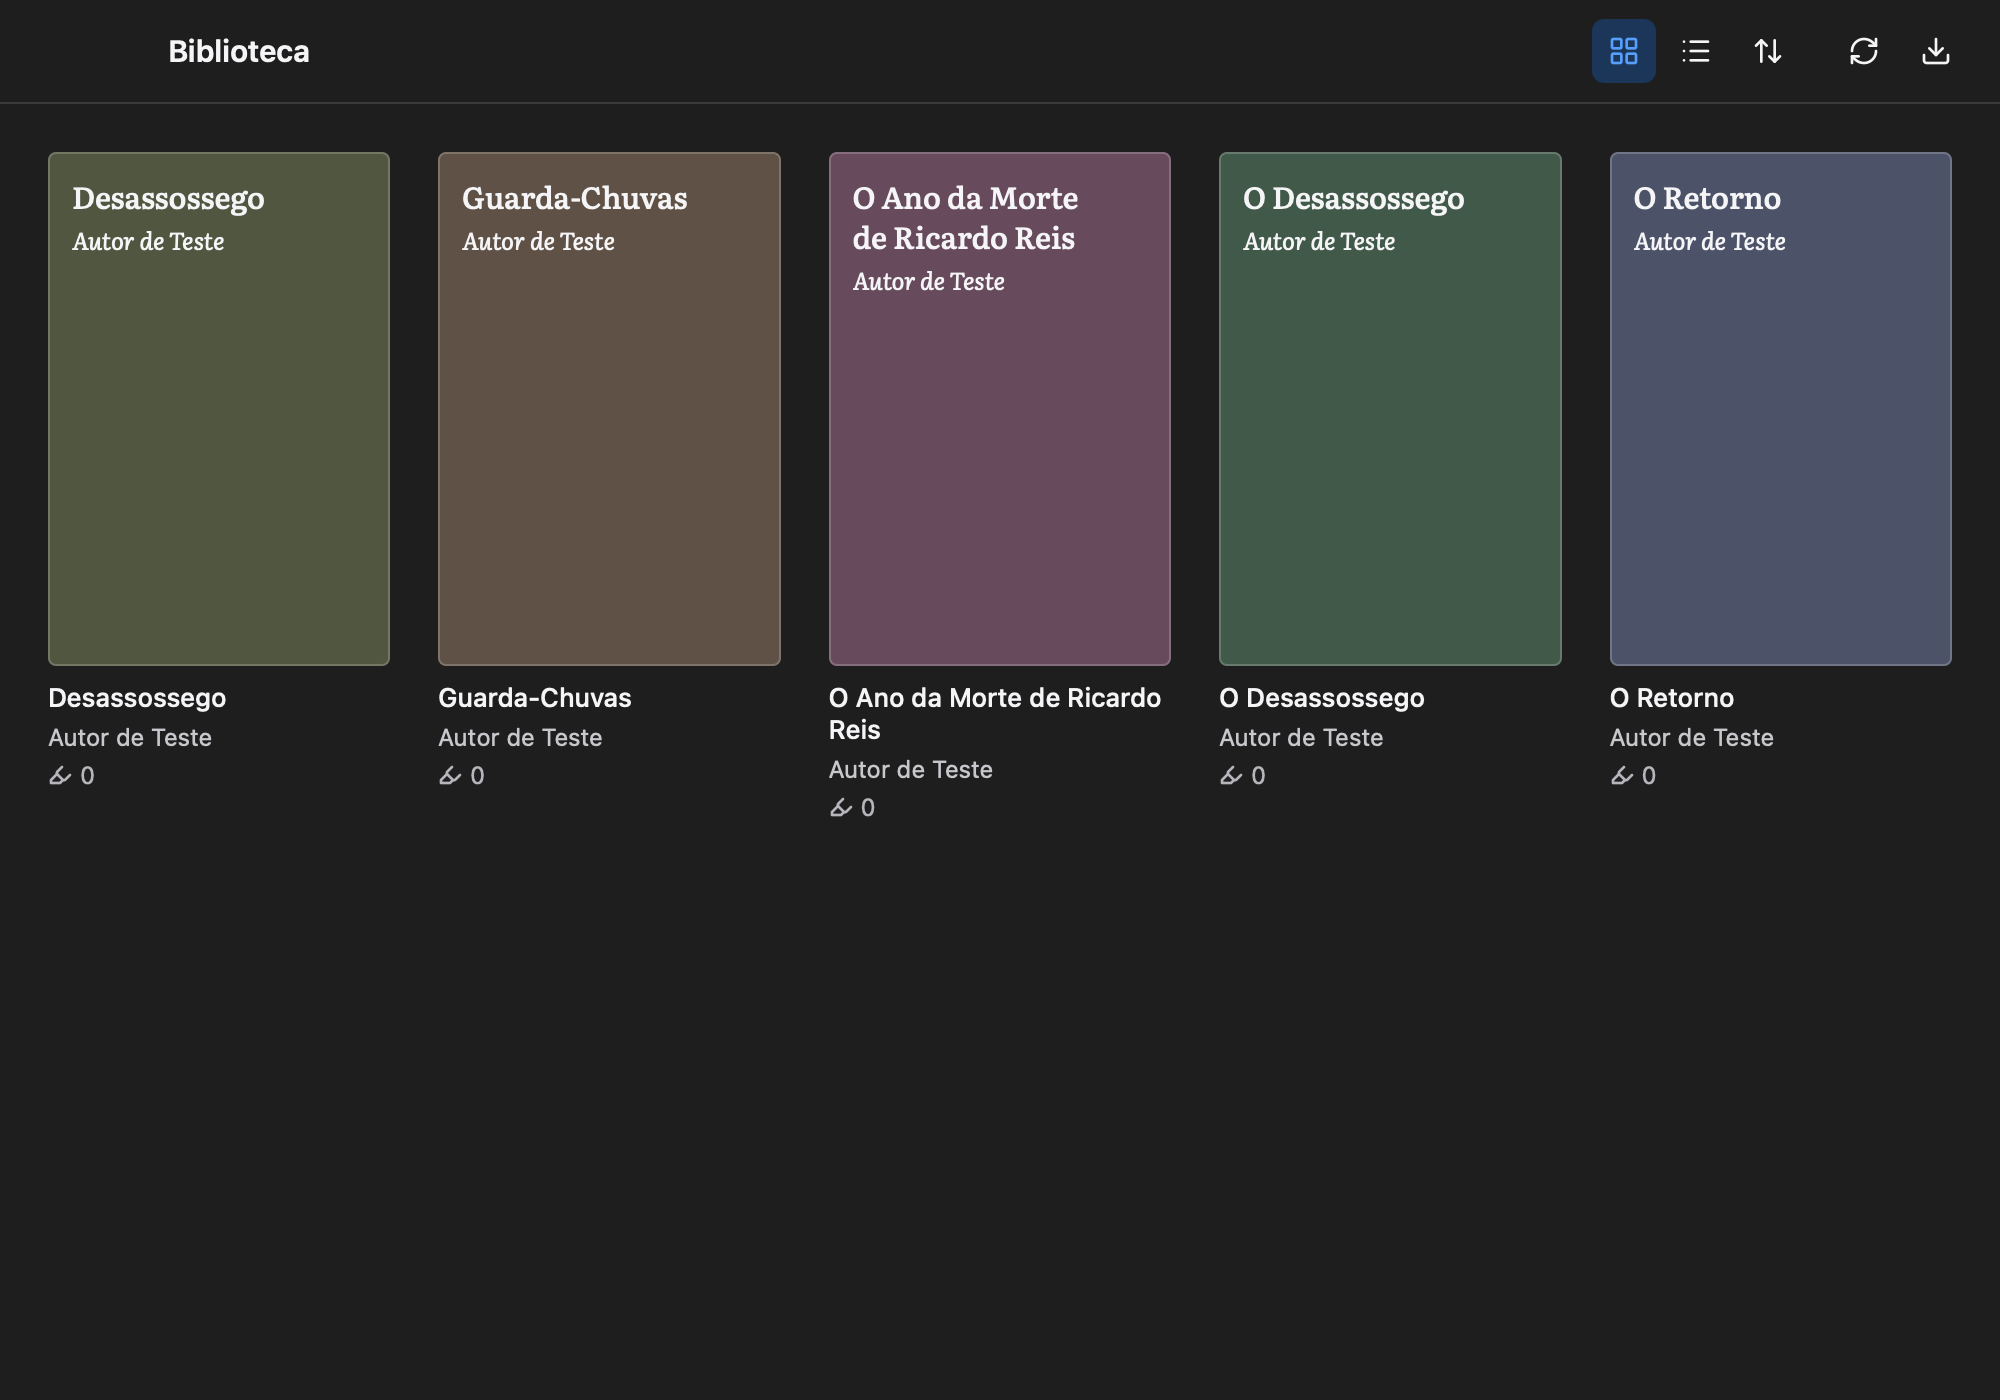 Biblioteca
Desassossego
Autor de Teste
Guarda-Chuvas
Autor de Teste
O Ano da Morte
de Ricardo Reis
Autor de Teste
O Desassossego
Autor de Teste
O Retorno
Autor de Teste
Desassossego
Autor de Teste
0
Guarda-Chuvas
Autor de Teste
0
O Ano da Morte de Ricardo
Reis
Autor de Teste
0
O Desassossego
Autor de Teste
0
O Retorno
Autor de Teste
0